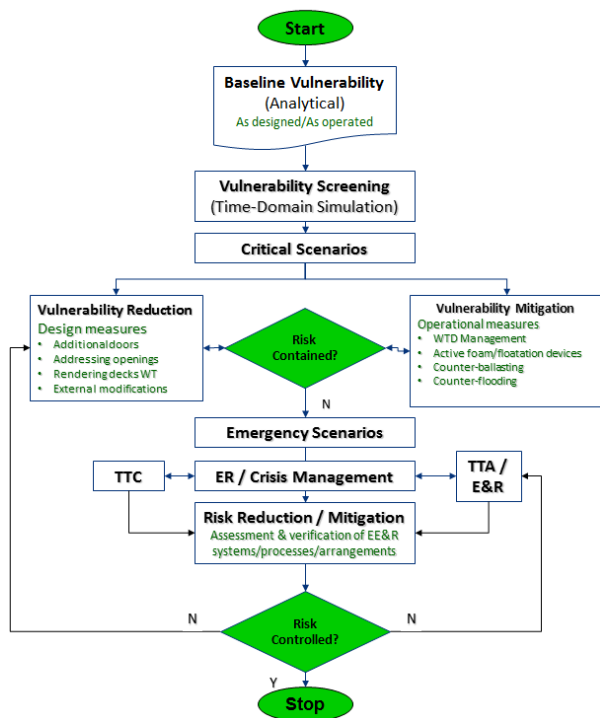 Start
Baseline Vulnerability
(Analytical)
As designed/As operated
Vulnerability Screening
(Time-Domain Simulation)
Critical Scenarios
Vulnerability Reduction
Design measures
• Additional doors
• Addressing openings
• Rendering decks WT
• External modifications
Risk
Contained?
Vulnerability Mitigation
Operational measures
• WTD Management
• Active foam/floatation devices
• Counter-ballasting
• Counter-flooding
N
Emergency Scenarios
TTC
ER / Crisis Management
TTA /
E&R
Risk Reduction / Mitigation
Assessment & verification of EE&R
systems/processes/arrangements
N
Risk
Controlled?
N
Y
Stop